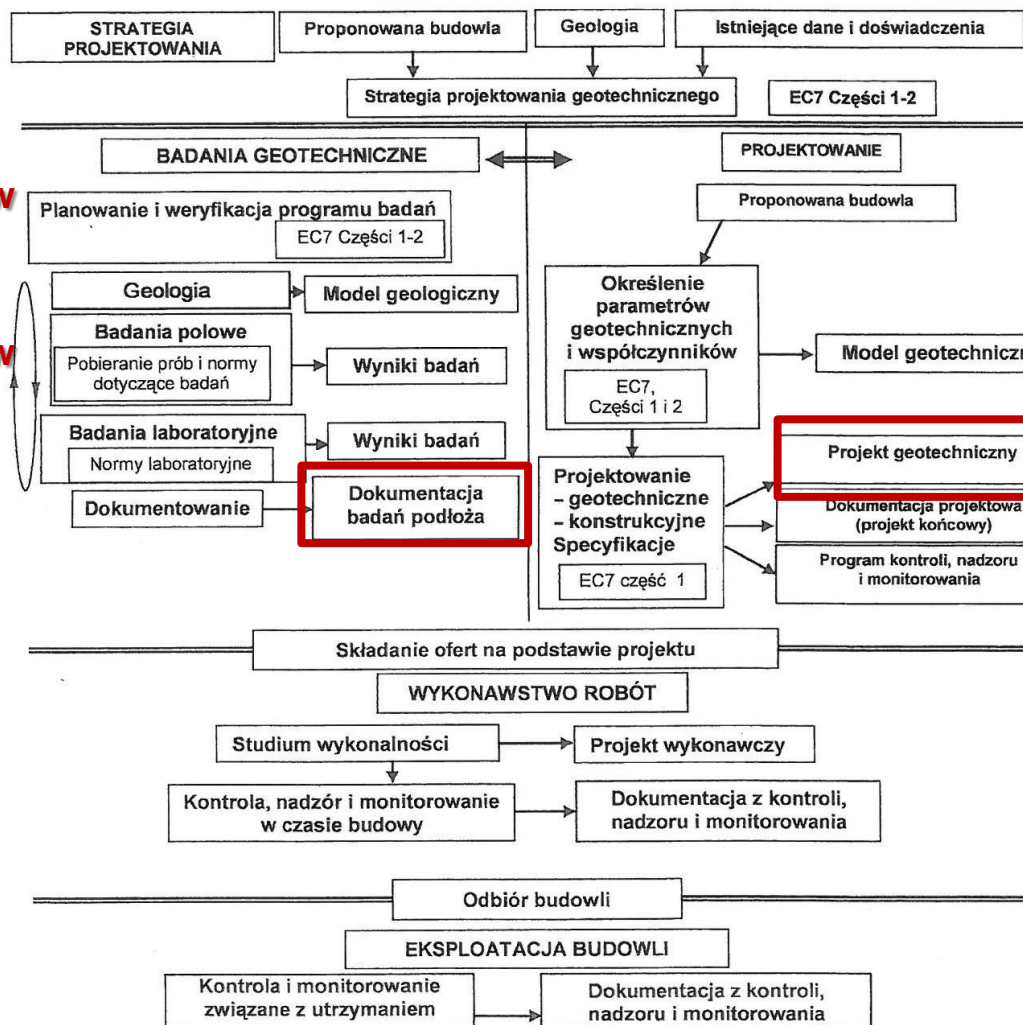 STRATEGIA
PROJEKTOWANIA
Proponowana budowla
Geologia
Istniejące dane i doświadczenia
Strategia projektowania geotechnicznego
EC7 Części 1-2
BADANIA GEOTECHNICZNE
PROJEKTOWANIE
Planowanie i weryfikacja programu badań
EC7 Części 1-2
Proponowana budowla
Geologia
Model geologiczny
Badania polowe
Pobieranie prób i normy
dotyczące badań
Wyniki badań
Określenie
parametrów
geotechnicznych
i współczynników
EC7,
Części 1 i 2
Model geotechniczn
Badania laboratoryjne
Normy laboratoryjne
Wyniki badań
Dokumentowanie
Dokumentacja
badań podłoża
Projektowanie
– geotechniczne
– konstrukcyjne
Specyfikacje
EC7 część 1
Projekt geotechniczny
Dokumentacja projektowa
(projekt końcowy)
Program kontroli, nadzoru
i monitorowania
Składanie ofert na podstawie projektu
WYKONAWSTWO ROBÓT
Studium wykonalności
Projekt wykonawczy
Kontrola, nadzór i monitorowanie
w czasie budowy
Dokumentacja z kontroli,
nadzoru i monitorowania
Odbiór budowli
EKSPLOATACJA BUDOWLI
Kontrola i monitorowanie
związane z utrzymaniem
Dokumentacja z kontroli,
nadzoru i monitorowania